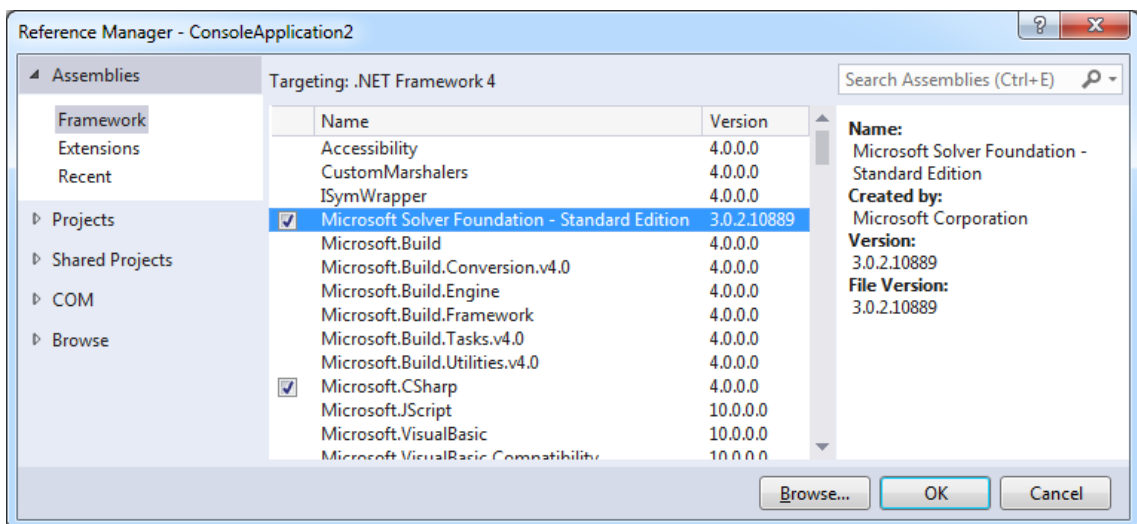 Reference Manager - ConsoleApplication2
Assemblies
Framework
Extensions
Recent
Projects
Shared Projects
COM
Browse
Targeting: .NET Framework 4
Name Version
Accessibility 4.0.0.0
CustomMarshalers 4.0.0.0
ISymWrapper 4.0.0.0
Microsoft Solver Foundation - Standard Edition 3.0.2.10889
Microsoft.Build 4.0.0.0
Microsoft.Build.Conversion.v4.0 4.0.0.0
Microsoft.Build.Engine 4.0.0.0
Microsoft.Build.Framework 4.0.0.0
Microsoft.Build.Tasks.v4.0 4.0.0.0
Microsoft.Build.Utilities.v4.0 4.0.0.0
Microsoft.CSharp 4.0.0.0
Microsoft.JScript 10.0.0.0
Microsoft.VisualBasic 10.0.0.0
Microsoft.VisualBasic.Compatibility 10.0.0.0
Search Assemblies (Ctrl+E)
Name:
Microsoft Solver Foundation -
Standard Edition
Created by:
Microsoft Corporation
Version:
3.0.2.10889
File Version:
3.0.2.10889
Browse... OK Cancel